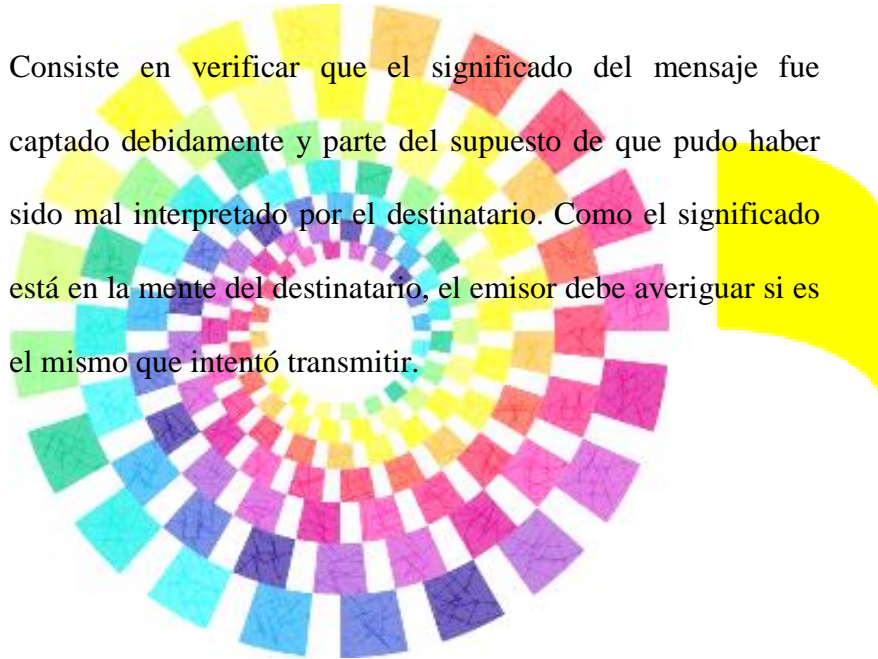 Consiste en verificar que el significado del mensaje fue
captado debidamente y parte del supuesto de que pudo haber
sido mal interpretado por el destinatario. Como el significado
está en la mente del destinatario, el emisor debe averiguar si es
el mismo que intentó transmitir.